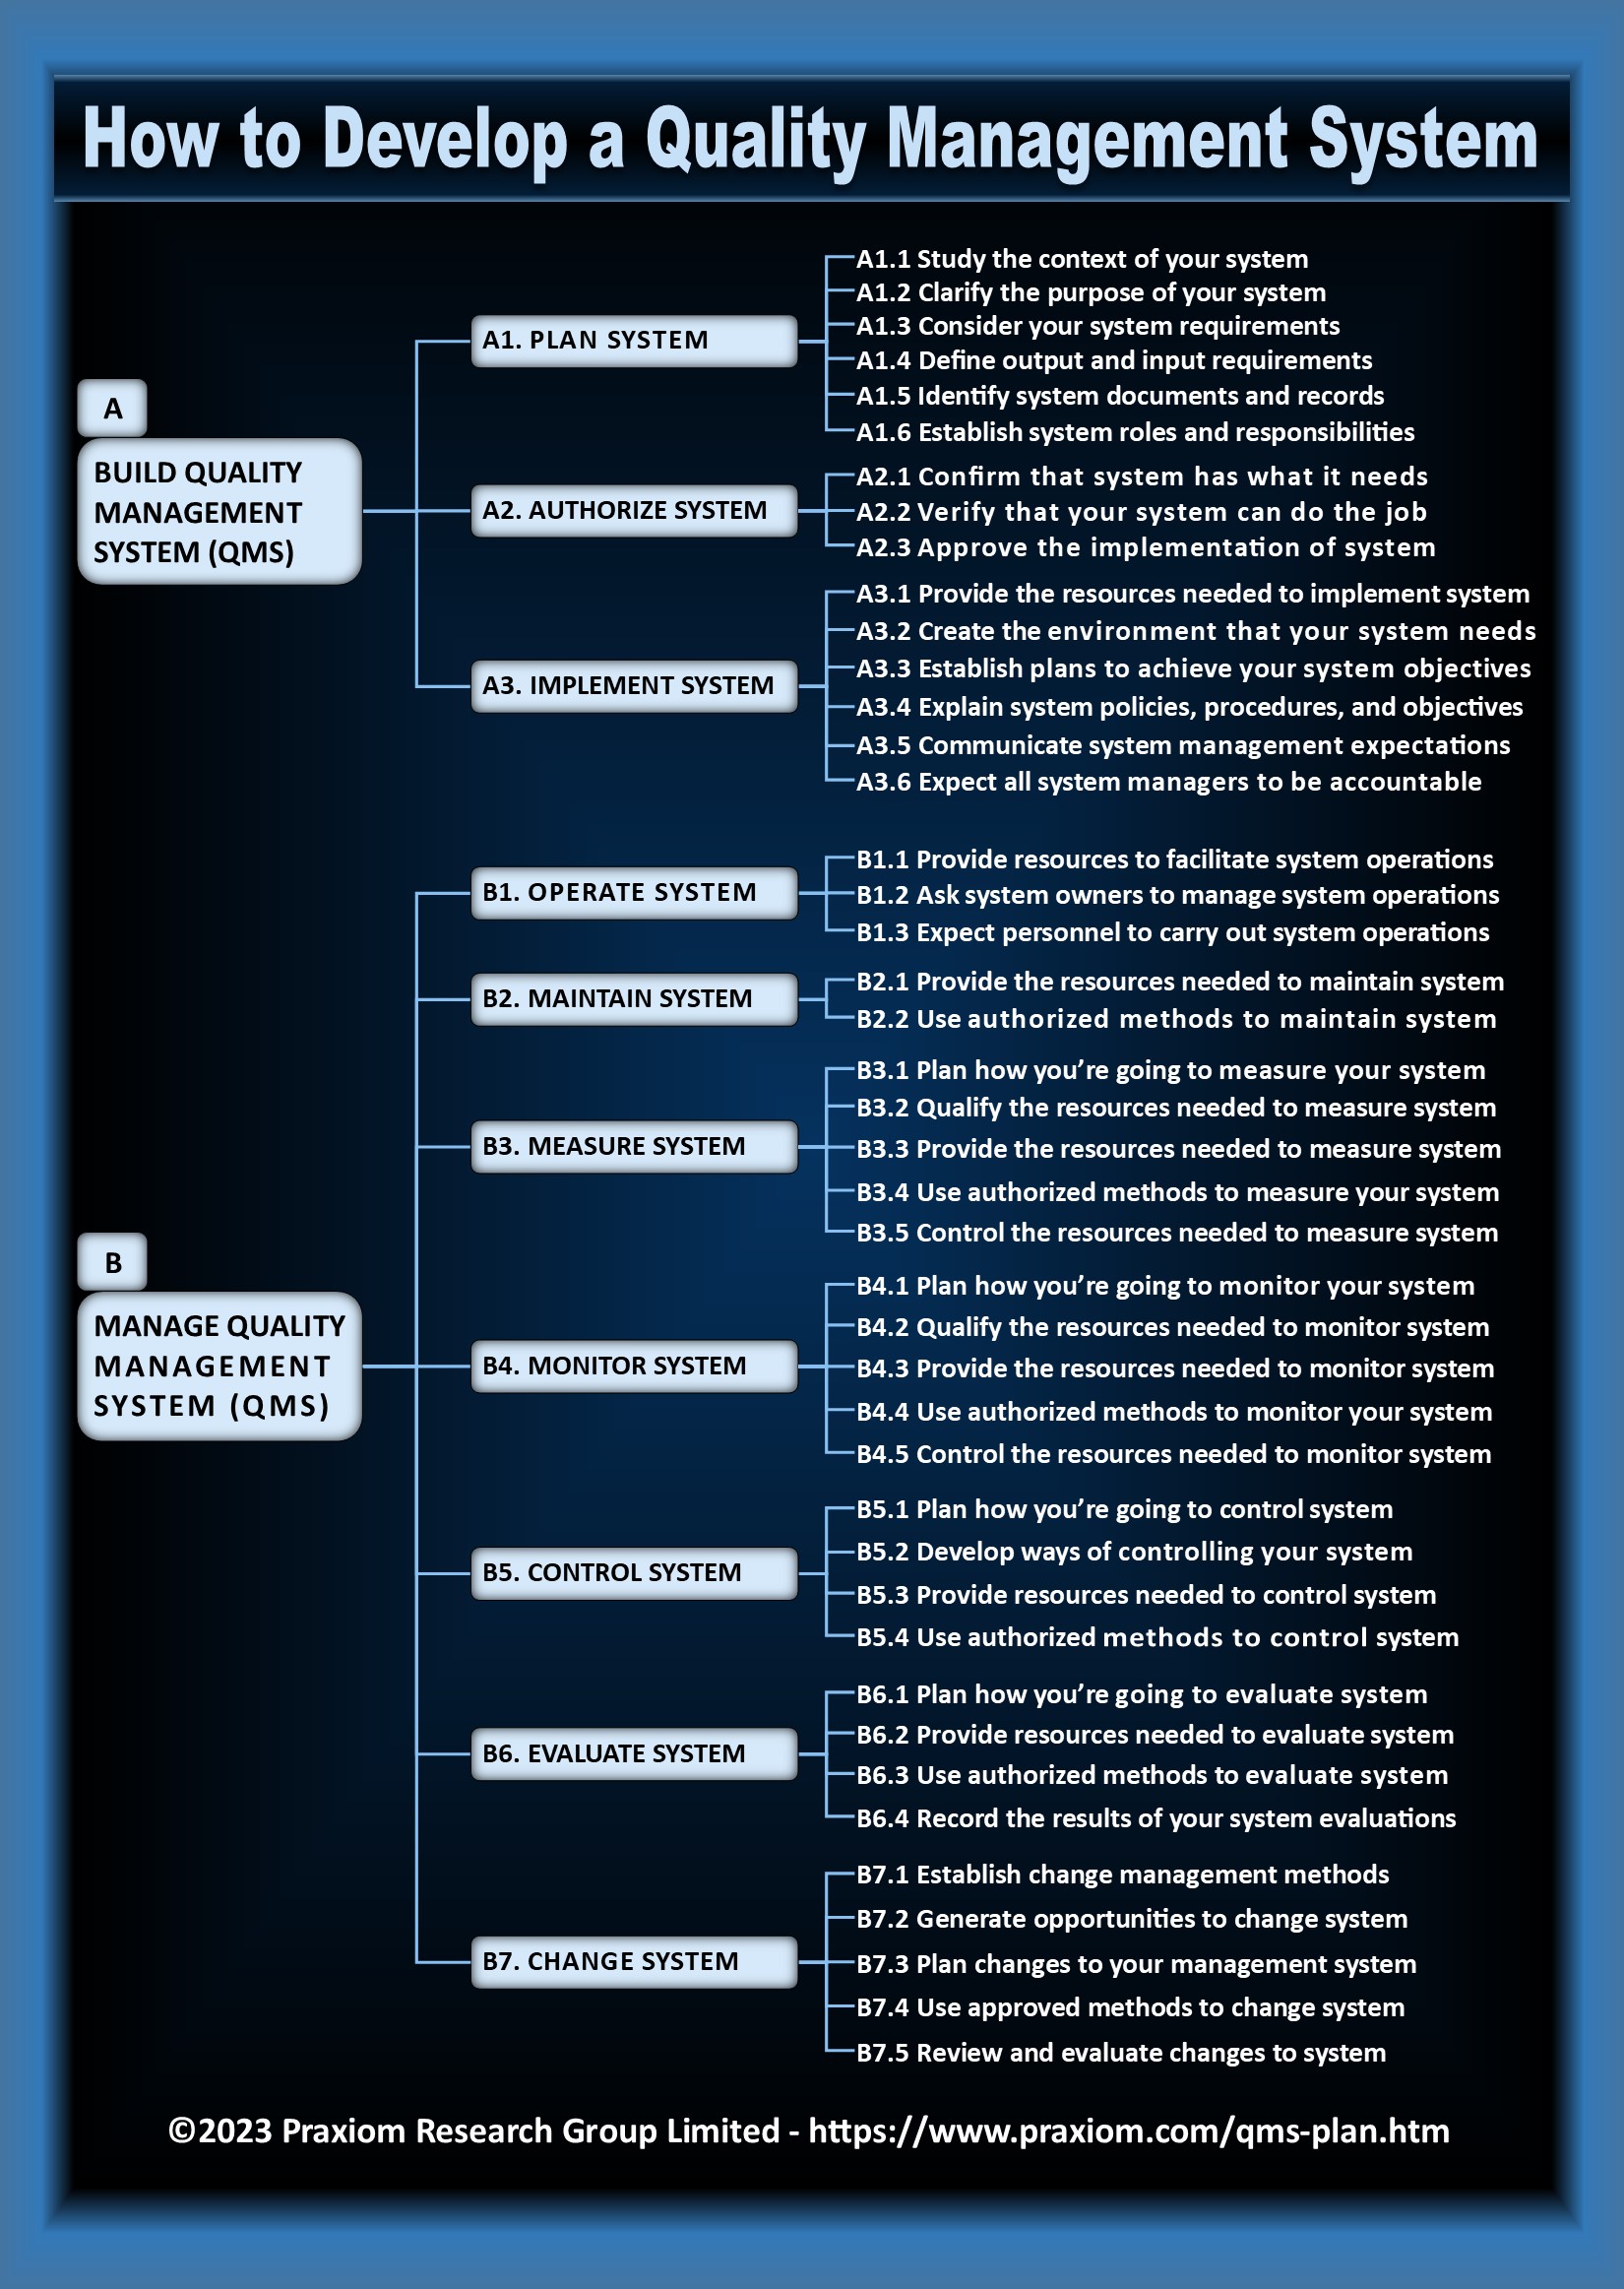 How to Develop a Quality Management System
A
BUILD QUALITY
MANAGEMENT
SYSTEM (QMS)
A1. PLAN SYSTEM
A1.1 Study the context of your system
A1.2 Clarify the purpose of your system
A1.3 Consider your system requirements
A1.4 Define output and input requirements
A1.5 Identify system documents and records
A1.6 Establish system roles and responsibilities
A2. AUTHORIZE SYSTEM
A2.1 Confirm that system has what it needs
A2.2 Verify that your system can do the job
A2.3 Approve the implementation of system
A3. IMPLEMENT SYSTEM
A3.1 Provide the resources needed to implement system
A3.2 Create the environment that your system needs
A3.3 Establish plans to achieve your system objectives
A3.4 Explain system policies, procedures, and objectives
A3.5 Communicate system management expectations
A3.6 Expect all system managers to be accountable
B
MANAGE QUALITY
MANAGEMENT
SYSTEM (QMS)
B1. OPERATE SYSTEM
B1.1 Provide resources to facilitate system operations
B1.2 Ask system owners to manage system operations
B1.3 Expect personnel to carry out system operations
B2. MAINTAIN SYSTEM
B2.1 Provide the resources needed to maintain system
B2.2 Use authorized methods to maintain system
B3. MEASURE SYSTEM
B3.1 Plan how you’re going to measure your system
B3.2 Qualify the resources needed to measure system
B3.3 Provide the resources needed to measure system
B3.4 Use authorized methods to measure your system
B3.5 Control the resources needed to measure system
B4. MONITOR SYSTEM
B4.1 Plan how you’re going to monitor your system
B4.2 Qualify the resources needed to monitor system
B4.3 Provide the resources needed to monitor system
B4.4 Use authorized methods to monitor your system
B4.5 Control the resources needed to monitor system
B5. CONTROL SYSTEM
B5.1 Plan how you’re going to control system
B5.2 Develop ways of controlling your system
B5.3 Provide resources needed to control system
B5.4 Use authorized methods to control system
B6. EVALUATE SYSTEM
B6.1 Plan how you’re going to evaluate system
B6.2 Provide resources needed to evaluate system
B6.3 Use authorized methods to evaluate system
B6.4 Record the results of your system evaluations
B7. CHANGE SYSTEM
B7.1 Establish change management methods
B7.2 Generate opportunities to change system
B7.3 Plan changes to your management system
B7.4 Use approved methods to change system
B7.5 Review and evaluate changes to system
©2023 Praxiom Research Group Limited - https://www.praxiom.com/qms-plan.htm